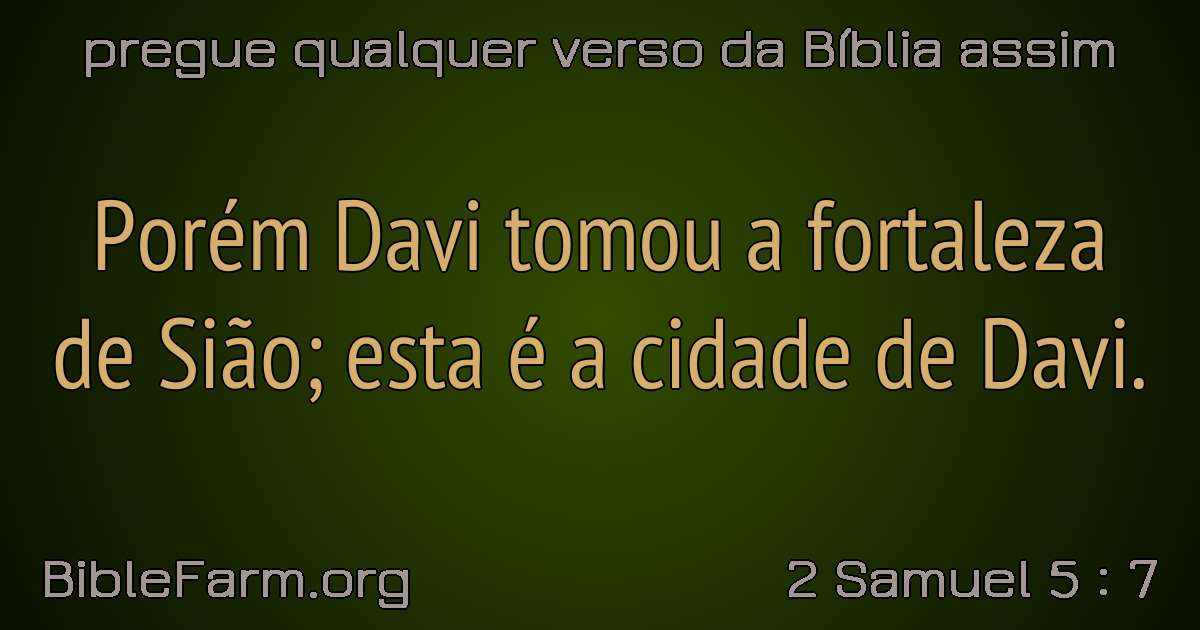 pregue qualquer verso da Bíblia assim
Porém Davi tomou a fortaleza
de Sião; esta é a cidade de Davi.
BibleFarm.org
2 Samuel 5 : 7